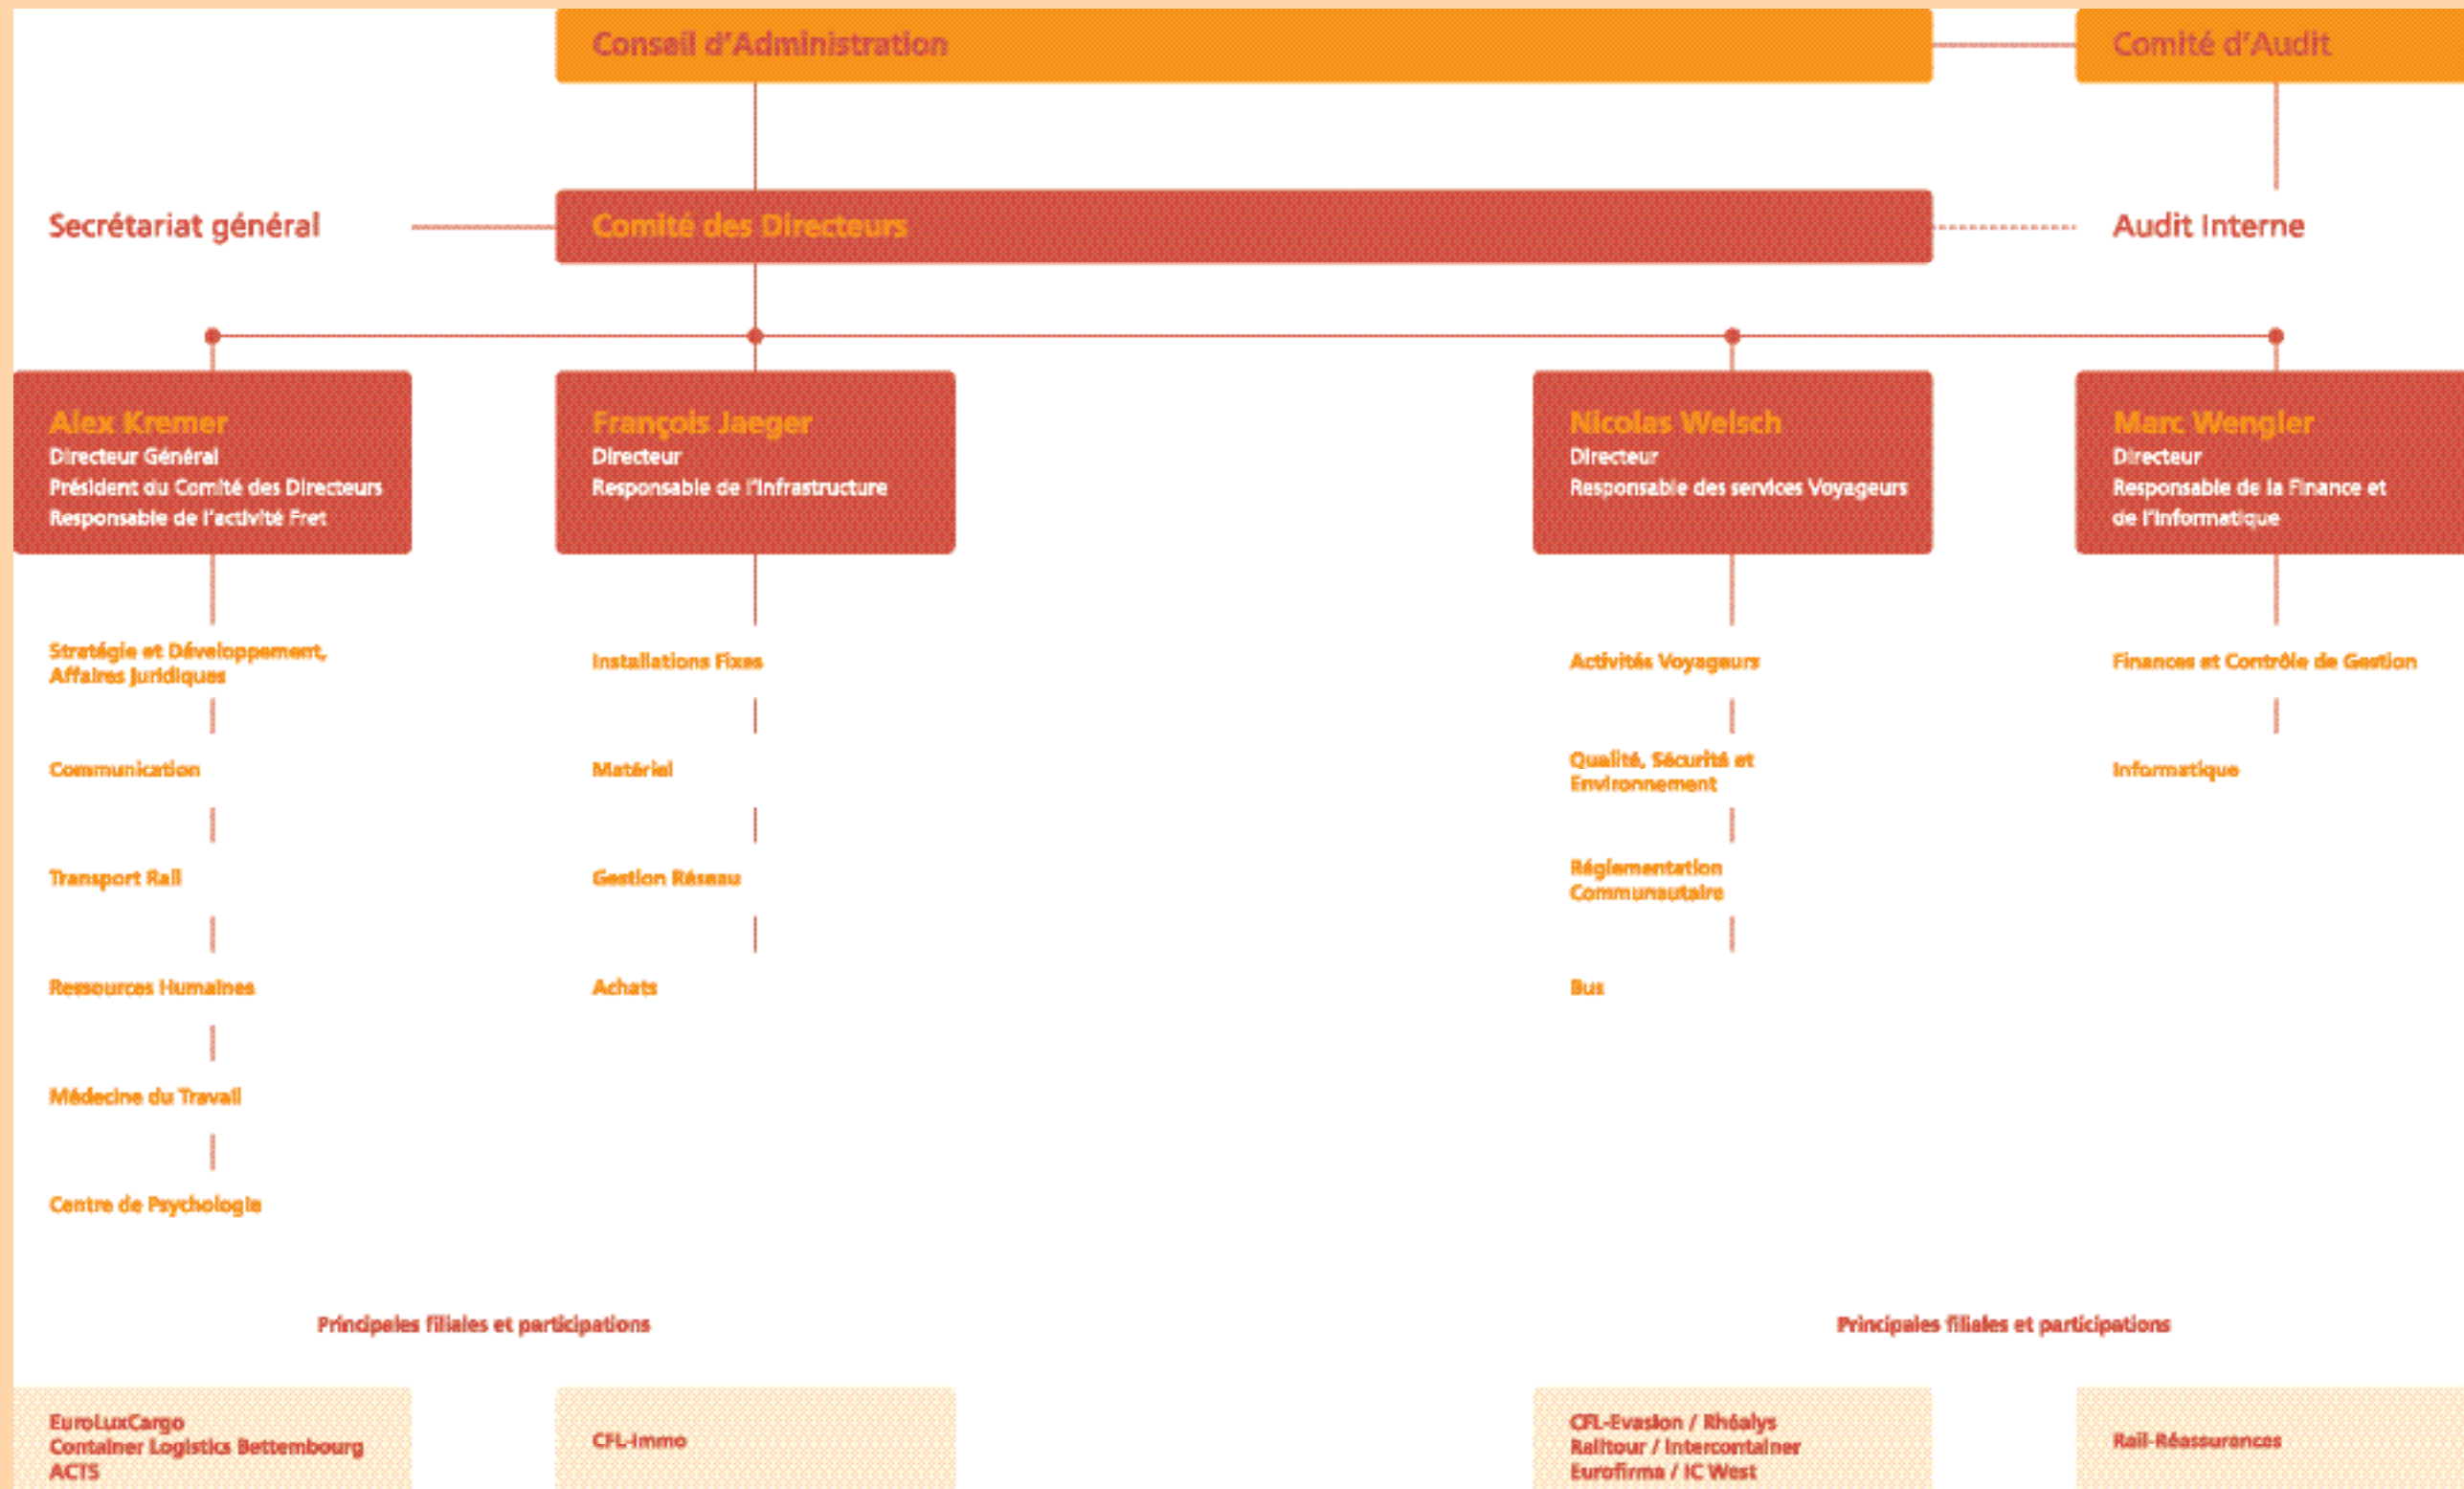 Conseil d'Administration
Comité d'Audit
Secrétariat général
Comité des Directeurs
Audit Interne
Alex Kremer
Directeur Général
Président du Comité des Directeurs
Responsable de l'activité Fret
François Jaeger
Directeur
Responsable de l'Infrastructure
Nicolas Welsch
Directeur
Responsable des services Voyageurs
Marc Wengler
Directeur
Responsable de la Finance et
de l'Informatique
Stratégie et Développement,
Affaires Juridiques
Communication
Transport Rail
Ressources Humaines
Médecine du Travail
Centre de Psychologie
Installations Fixes
Matériel
Gestion Réseau
Achats
Activités Voyageurs
Qualité, Sécurité et
Environnement
Réglementation
Communautaire
Bus
Finances et Contrôle de Gestion
Informatique
Principales filiales et participations
EuroLuxCargo
Container Logistics Bettembourg
ACTS
CFL-Immo
Principales filiales et participations
CFL-Evasion / Rhéalys
Railtour / Intercontainer
Eurofirma / IC West
Rail-Réassurances